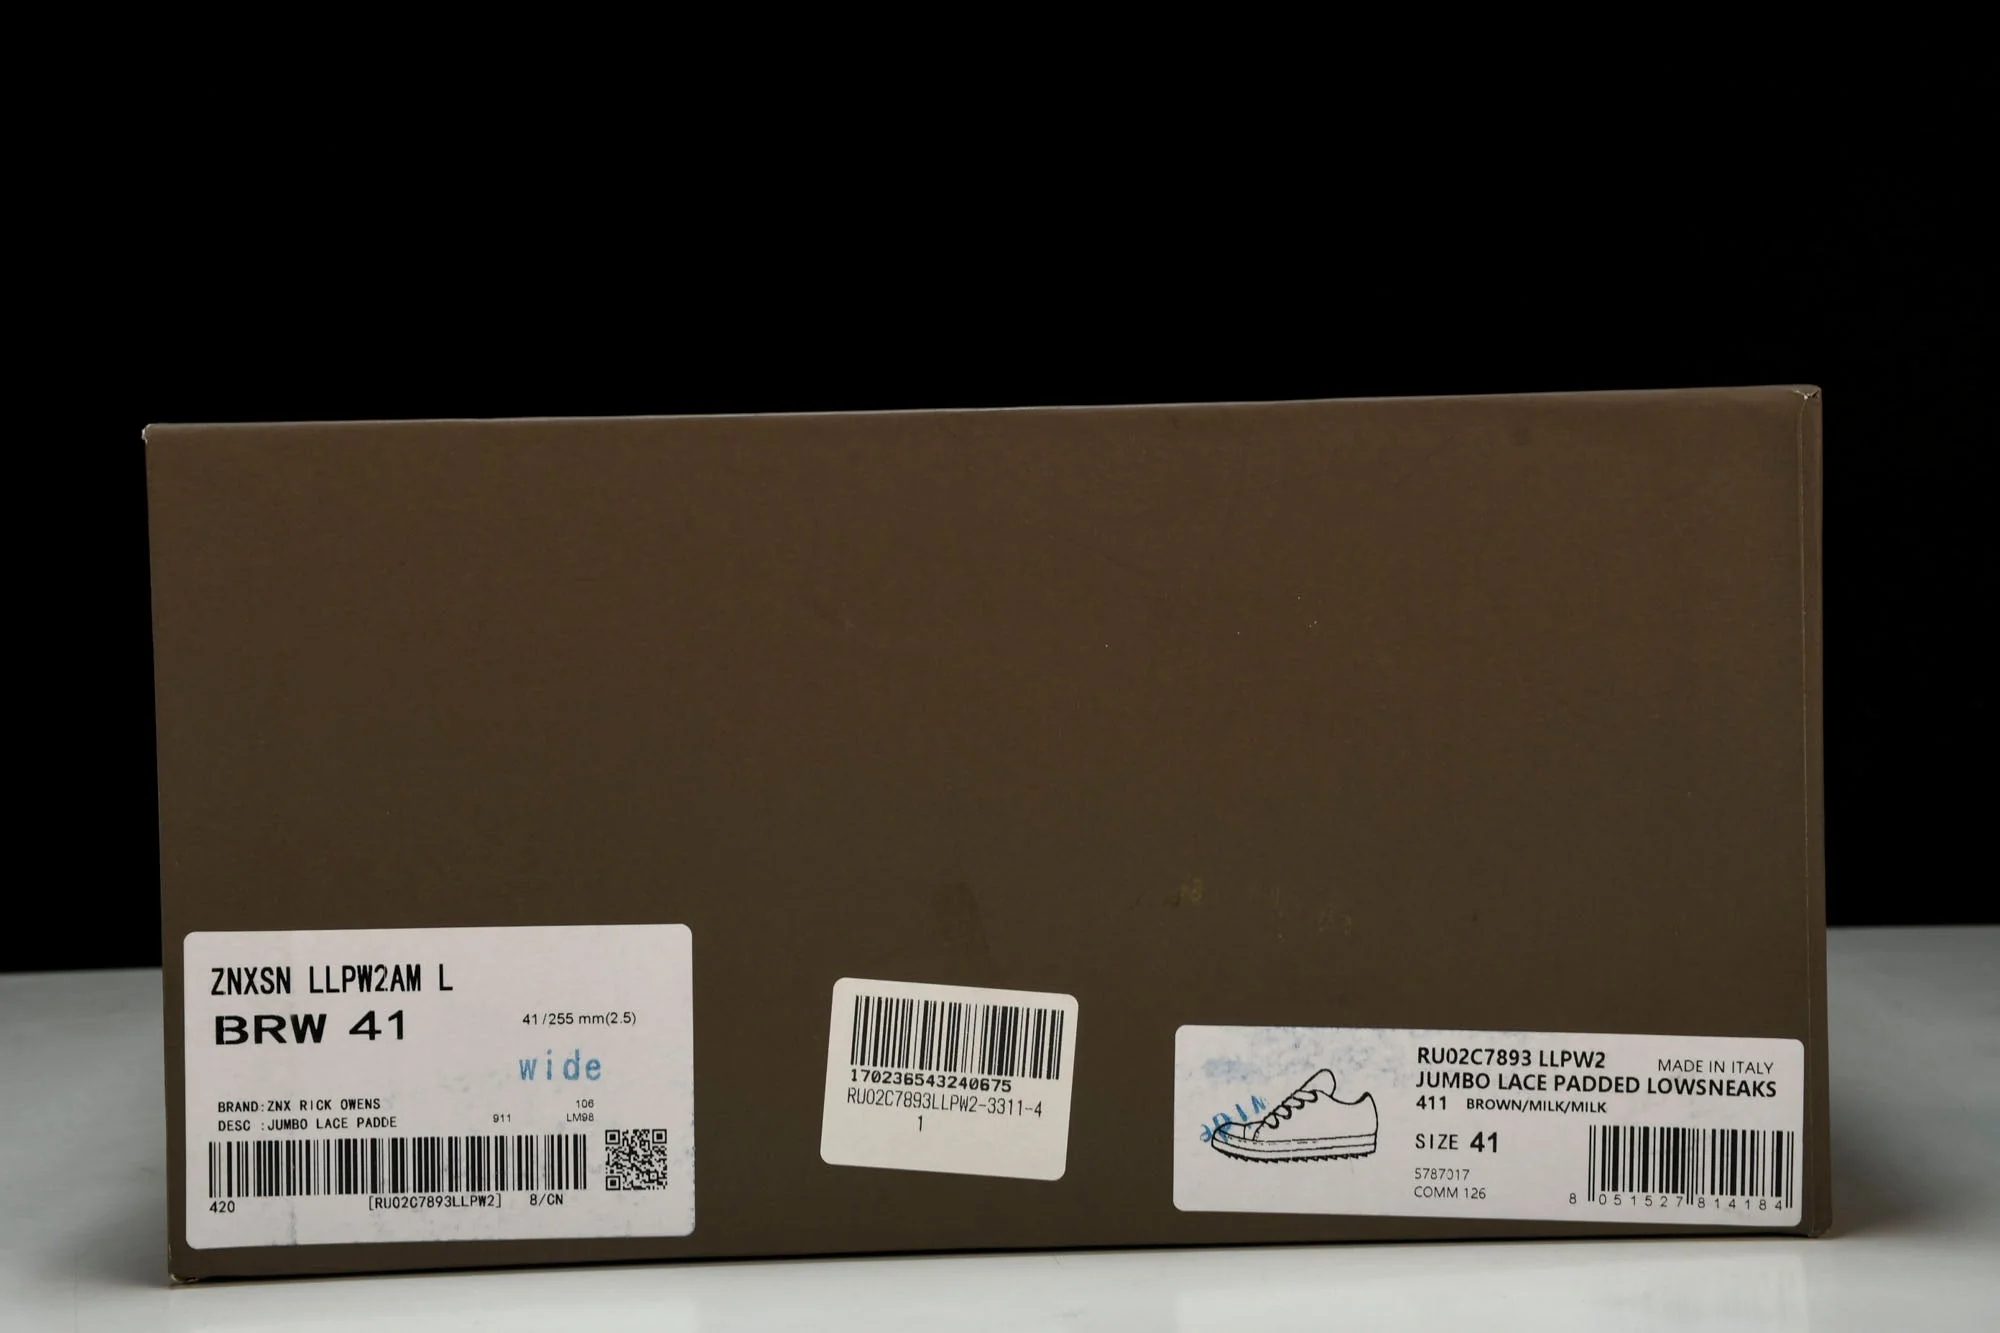 ZNXSN LLPW2AM L
BRW 41
41/255 mm(2.5)
wide
BRAND:ZNX RICK OWENS
106
DESC :JUMBO LACE PADDE
911
LM98
420
[RU02C7893LLPW2]
8/CN
170236543240675
RU02C7893LLPW2-3311-4
1
RU02C7893 LLPW2
MADE IN ITALY
JUMBO LACE PADDED LOWSNEAKS
411 BROWN/MILK/MILK
SIZE 41
5787017
COMM 126
8 051527 814184